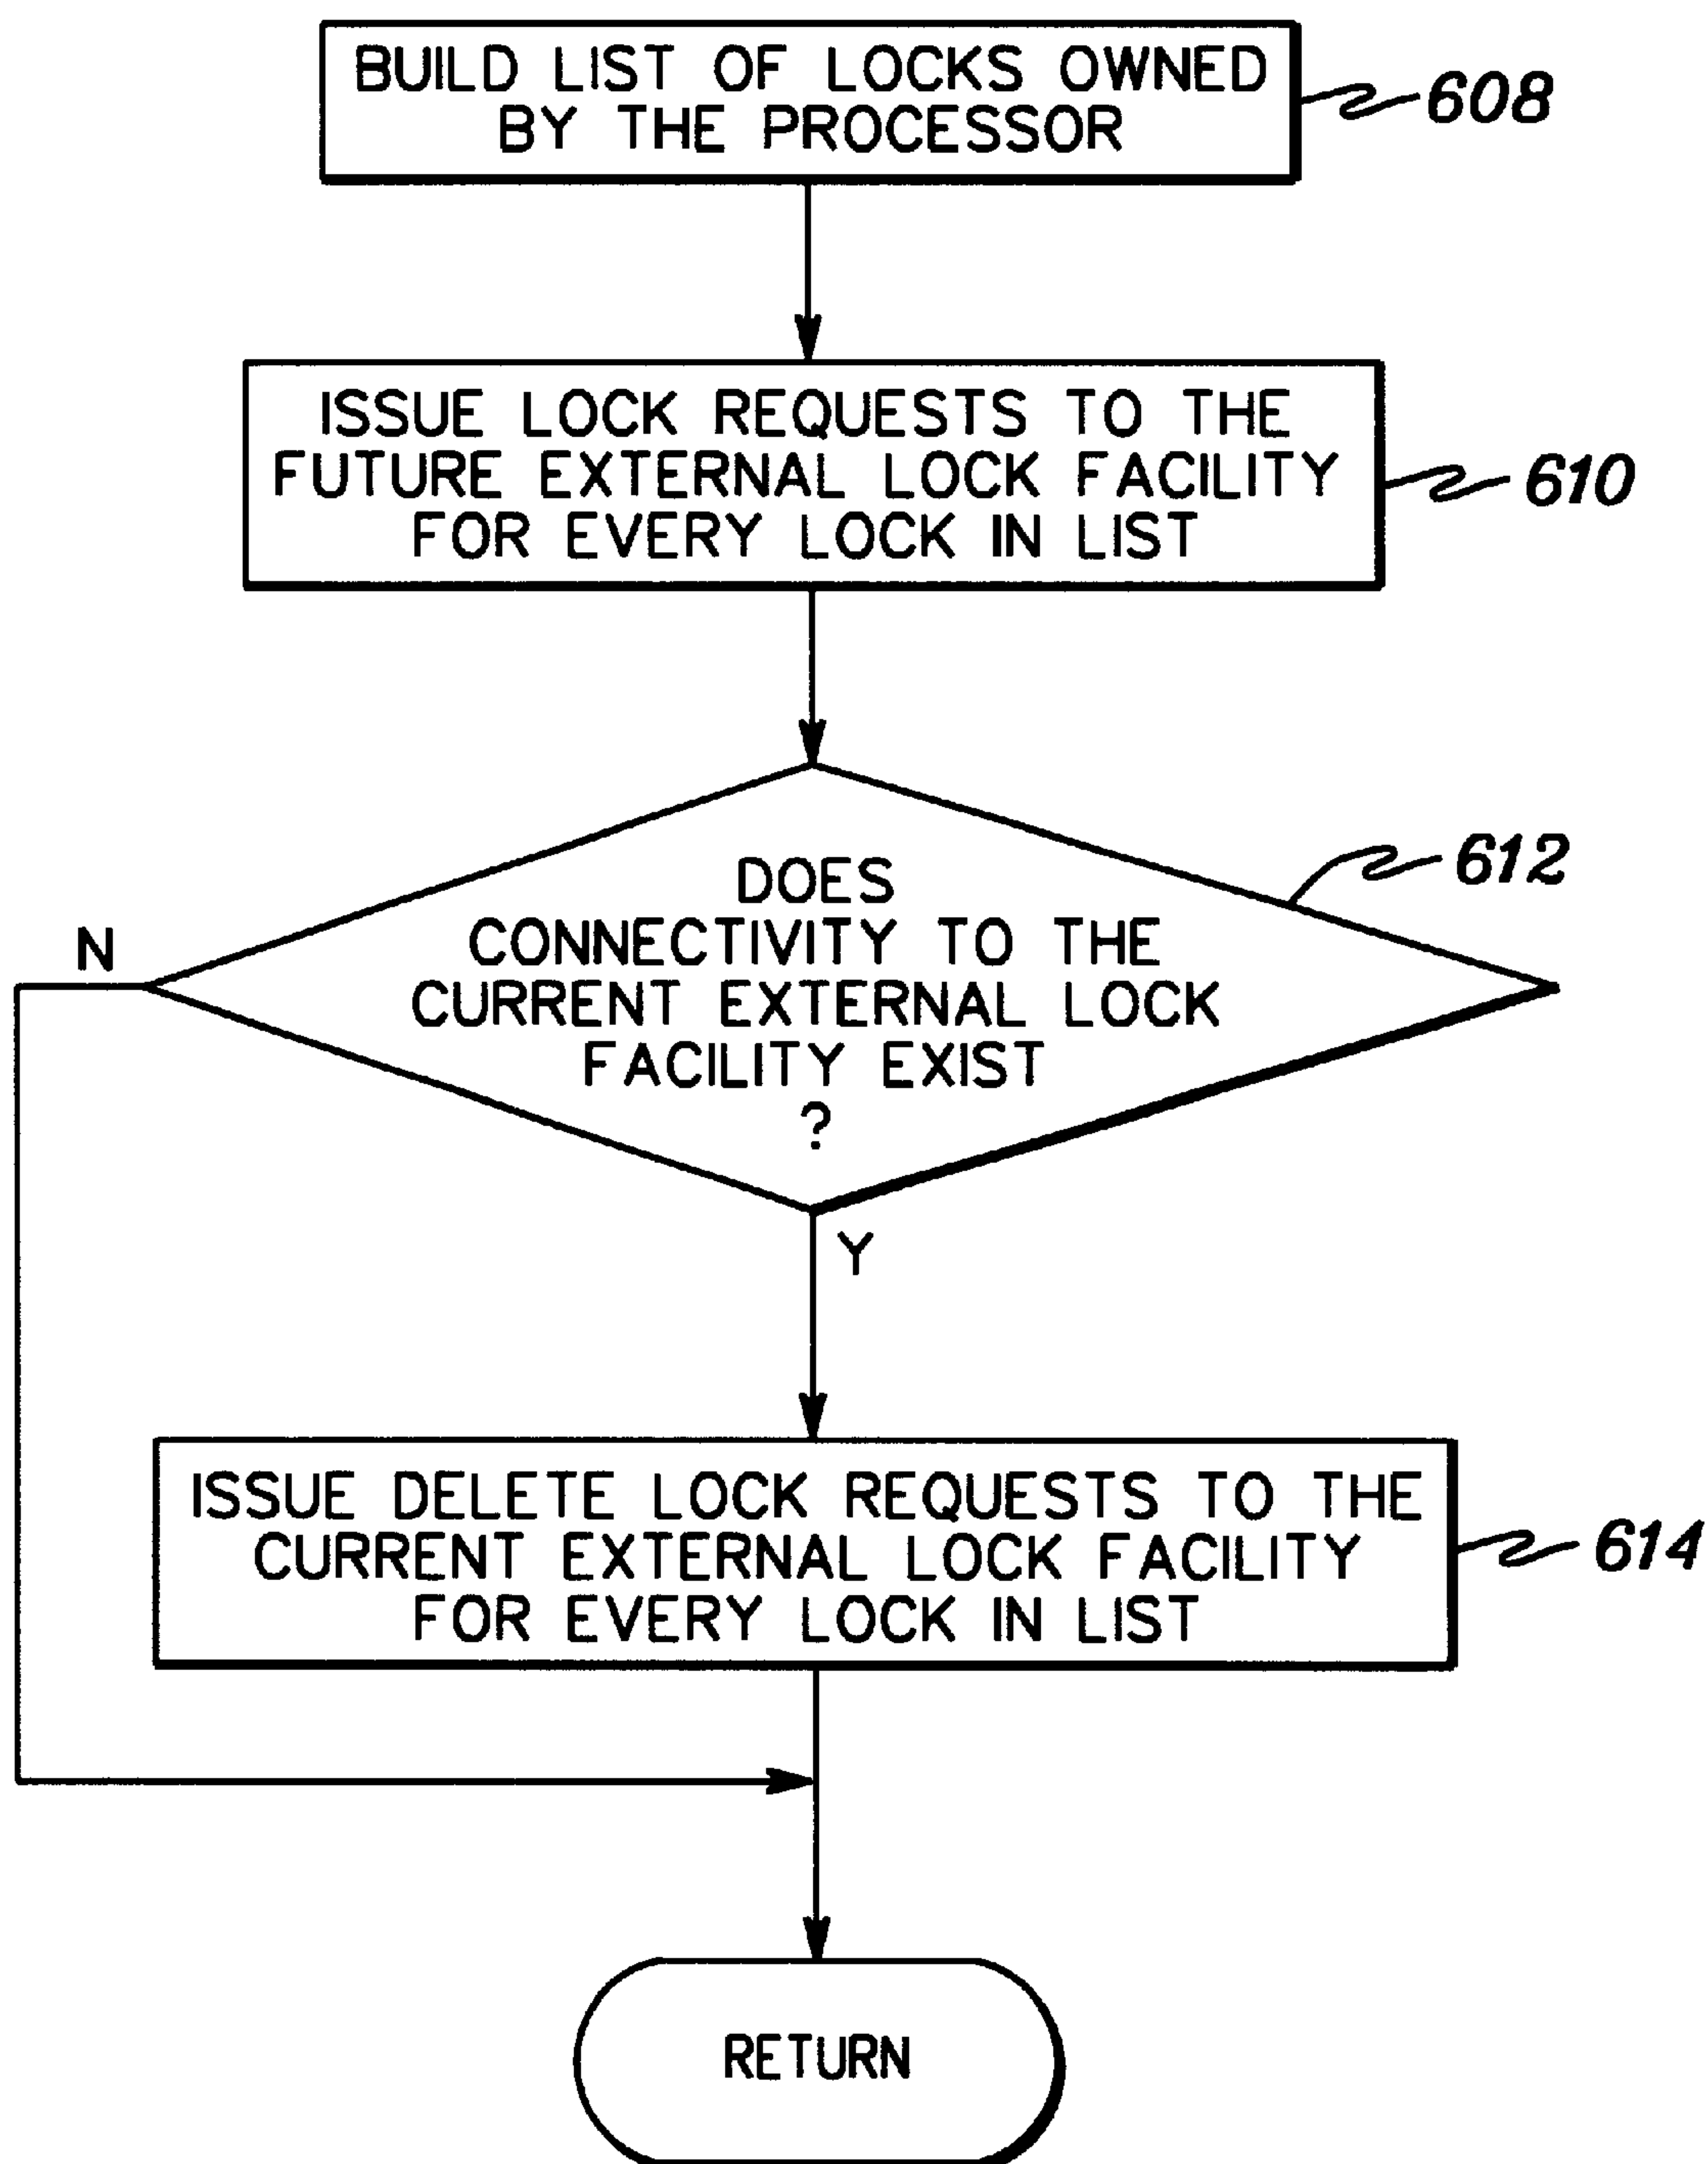 BUILD LIST OF LOCKS OWNED
BY THE PROCESSOR
608
ISSUE LOCK REQUESTS TO THE
FUTURE EXTERNAL LOCK FACILITY
FOR EVERY LOCK IN LIST
610
612
DOES
CONNECTIVITY TO THE
CURRENT EXTERNAL LOCK
FACILITY EXIST
?
N
Y
ISSUE DELETE LOCK REQUESTS TO THE
CURRENT EXTERNAL LOCK FACILITY
FOR EVERY LOCK IN LIST
614
RETURN